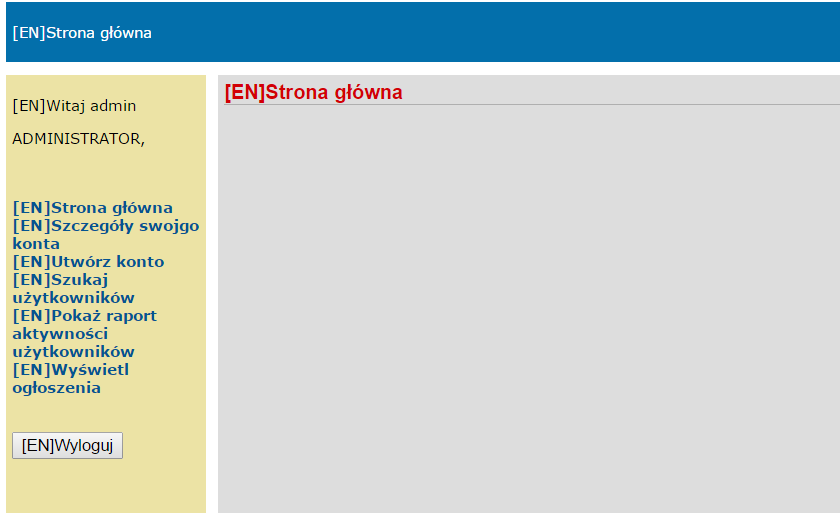 [EN]Strona główna
[EN]Witaj admin
ADMINISTRATOR,
[EN]Strona główna
[EN]Szczegóły swojgo
konta
[EN]Utwórz konto
[EN]Szukaj
użytkowników
[EN]Pokaż raport
aktywności
użytkowników
[EN]Wyświetl
ogłoszenia
[EN]Wyloguj
[EN]Strona główna